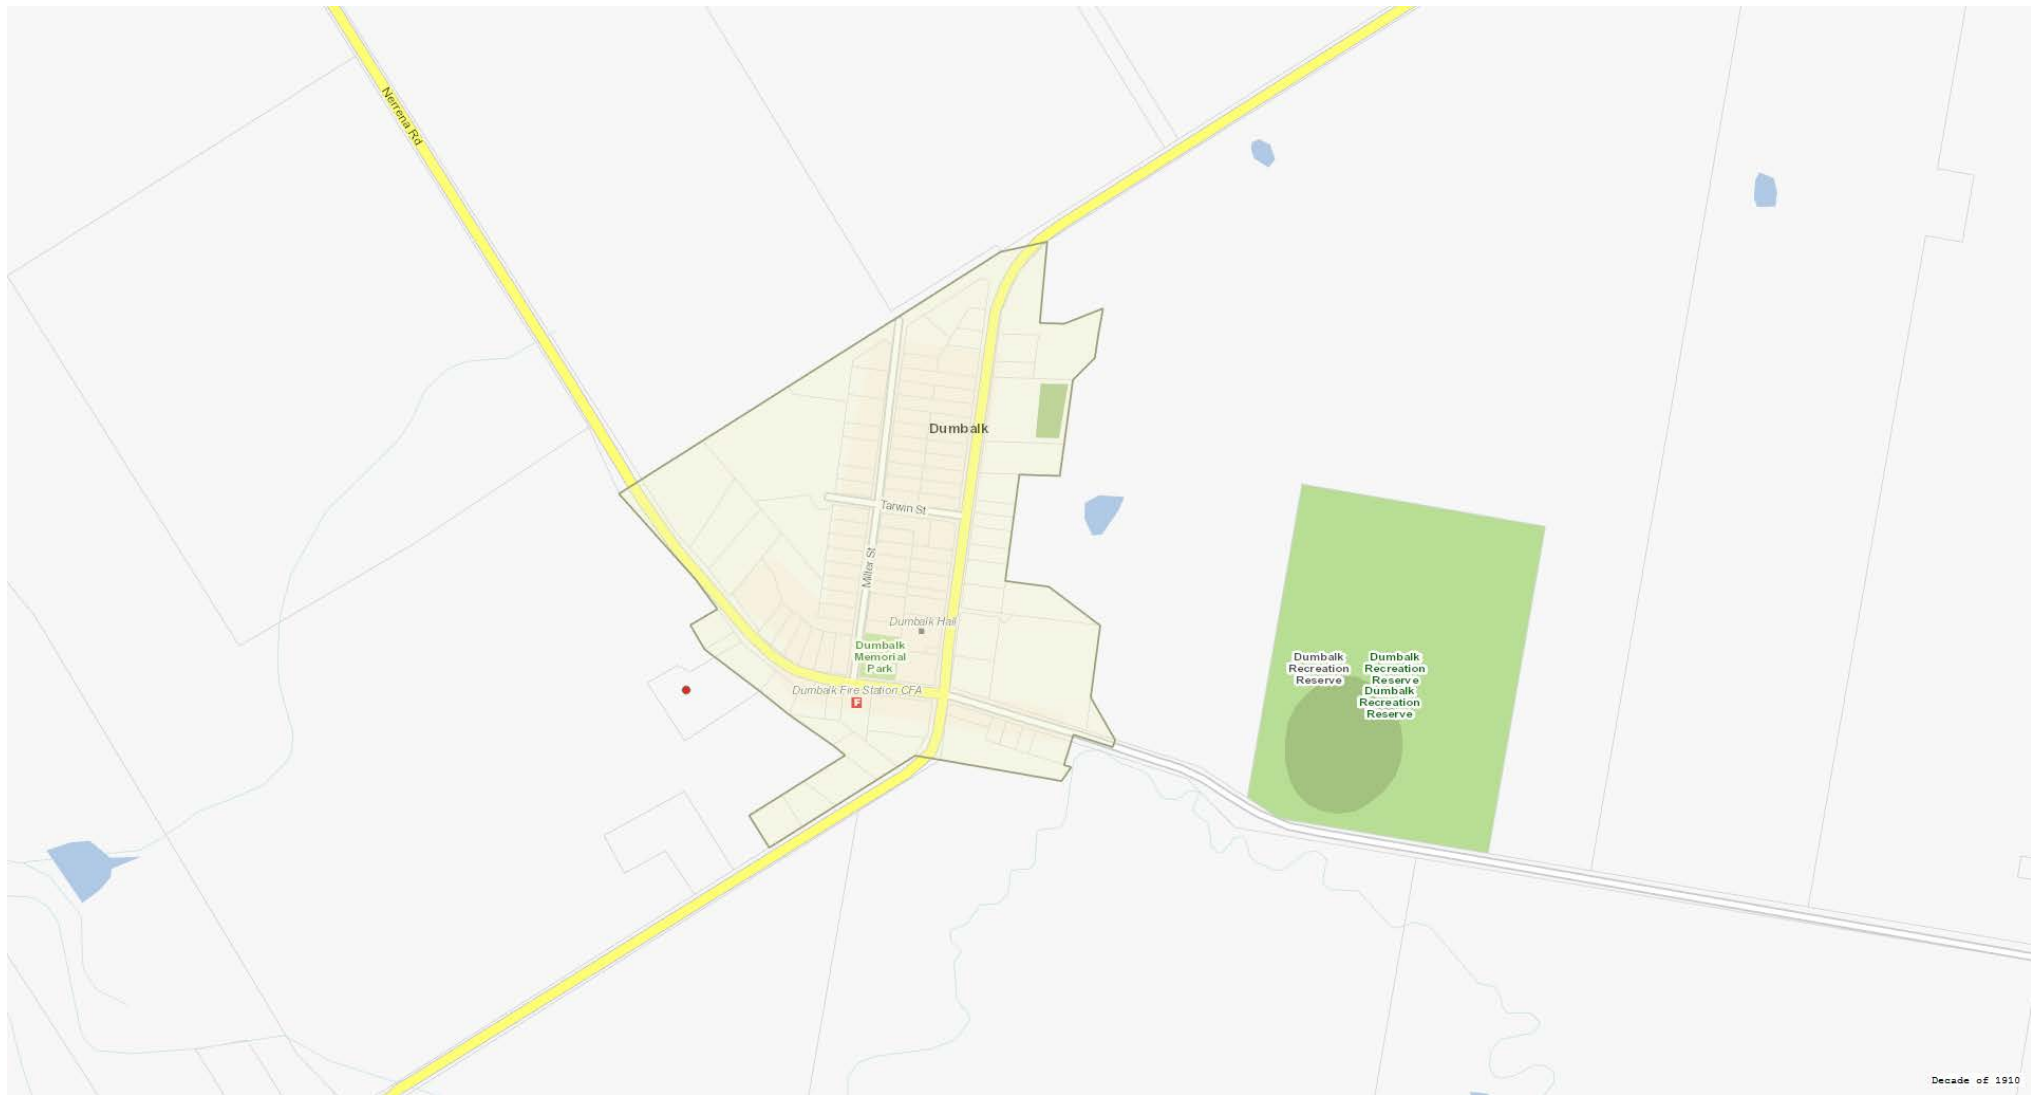 Nerrena Rd
Dumbalk
Tarwin St
Miller St
Dumbalk Hall
Dumbalk
Memorial
Park
Dumbalk Fire Station CFA
F
Dumbalk
Recreation
Reserve
Dumbalk
Recreation
Reserve
Dumbalk
Recreation
Reserve
Decade of 1910